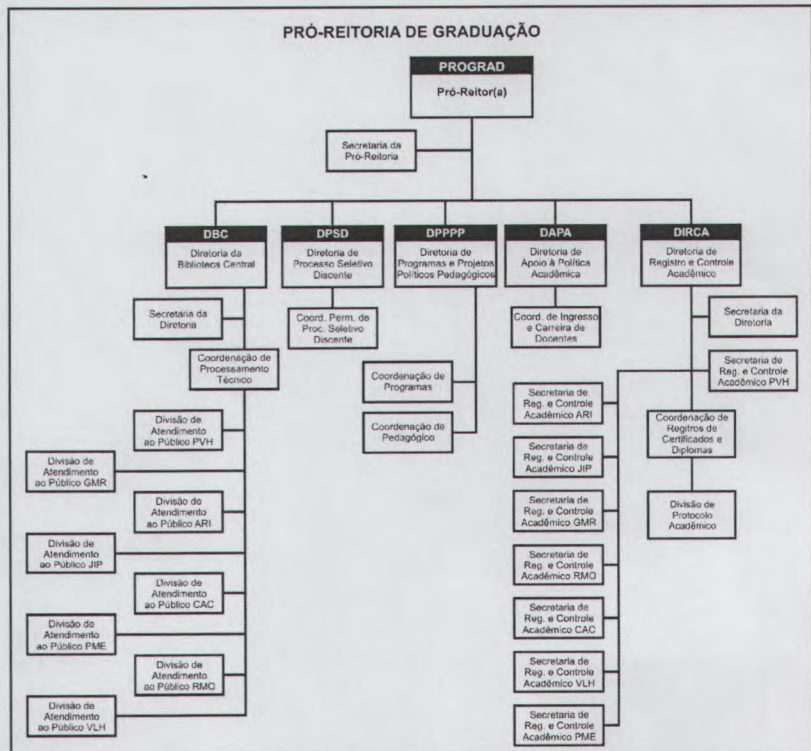 PRÓ-REITORIA DE GRADUAÇÃO
PROGRAD
Pró-Reitor(a)
Secretaria da
Pró-Reitoria
DBC
Diretoria da
Biblioteca Central
DPSD
Diretoria de
Processo Seletivo
Discente
DPPPP
Diretoria de
Programas e Projetos
Políticos Pedagógicos
DAPA
Diretoria de
Apoio à Política
Acadêmica
DIRCA
Diretoria de
Registro e Controle
Acadêmico
Secretaria da
Diretoria
Coordenação de
Processamento
Técnico
Divisão de
Atendimento
ao Público PVH
Divisão de
Atendimento
ao Público GMR
Divisão de
Atendimento
ao Público ARI
Divisão de
Atendimento
ao Público JIP
Divisão de
Atendimento
ao Público CAC
Divisão de
Atendimento
ao Público PME
Divisão de
Atendimento
ao Público RMO
Divisão de
Atendimento
ao Público VLH
Coord. Perm. de
Proc. Seletivo
Discente
Coordenação de
Programas
Coordenação de
Pedagógico
Coord. de Ingresso
e Carreira de
Docentes
Secretaria da
Diretoria
Secretaria de
Reg. e Controle
Acadêmico PVH
Secretaria de
Reg. e Controle
Acadêmico ARI
Secretaria de
Reg. e Controle
Acadêmico JIP
Secretaria de
Reg. e Controle
Acadêmico GMR
Secretaria de
Reg. e Controle
Acadêmico RMO
Secretaria de
Reg. e Controle
Acadêmico CAC
Secretaria de
Reg. e Controle
Acadêmico VLH
Secretaria de
Reg. e Controle
Acadêmico PME
Coordenação de
Registros de
Certificados e
Diplomas
Divisão de
Protocolo
Acadêmico